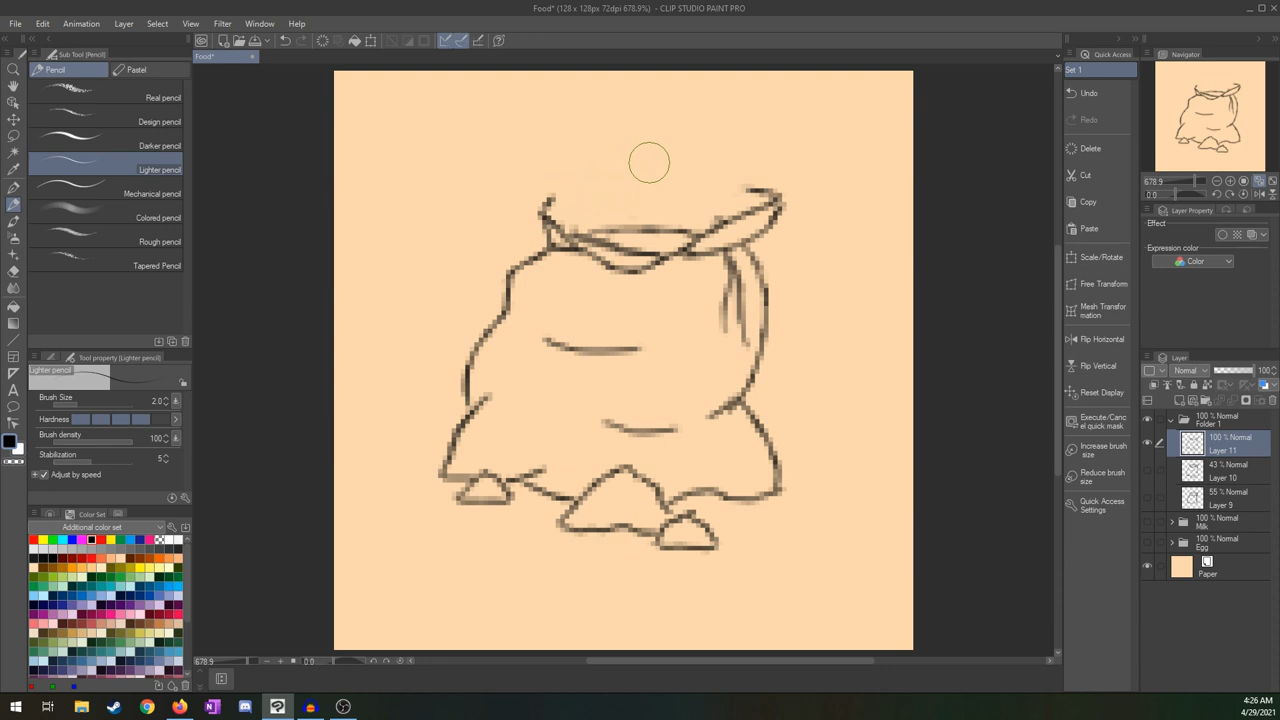 Food* (128 x 128px 72dpi 678.9%) - CLIP STUDIO PAINT PRO
File Edit Animation Layer Select View Filter Window Help
Sub Tool [Pencil]
Pencil Pastel
Real pencil
Design pencil
Darker pencil
Lighter pencil
Mechanical pencil
Colored pencil
Rough pencil
Tapered Pencil
Tool property [Lighter pencil]
Lighter pencil
Brush Size 2.0
Hardness
Brush density 100
Stabilization 5
Adjust by speed
Color Set
Additional color set
Food*
678.9 0.0
Quick Access
Set 1
Undo
Redo
Delete
Cut
Copy
Paste
Scale/Rotate
Free Transform
Mesh Transfor
mation
Flip Horizontal
Flip Vertical
Reset Display
Execute/Canc
el quick mask
Increase brush
size
Reduce brush
size
Quick Access
Settings
Navigator
678.9
0.0
Layer Property
Effect
Expression color
Color
Layer
Normal 100
100 % Normal
Folder 1
100 % Normal
Layer 11
43 % Normal
Layer 10
55 % Normal
Layer 9
100 % Normal
Milk
100 % Normal
Egg
Paper
4:26 AM
4/29/2021